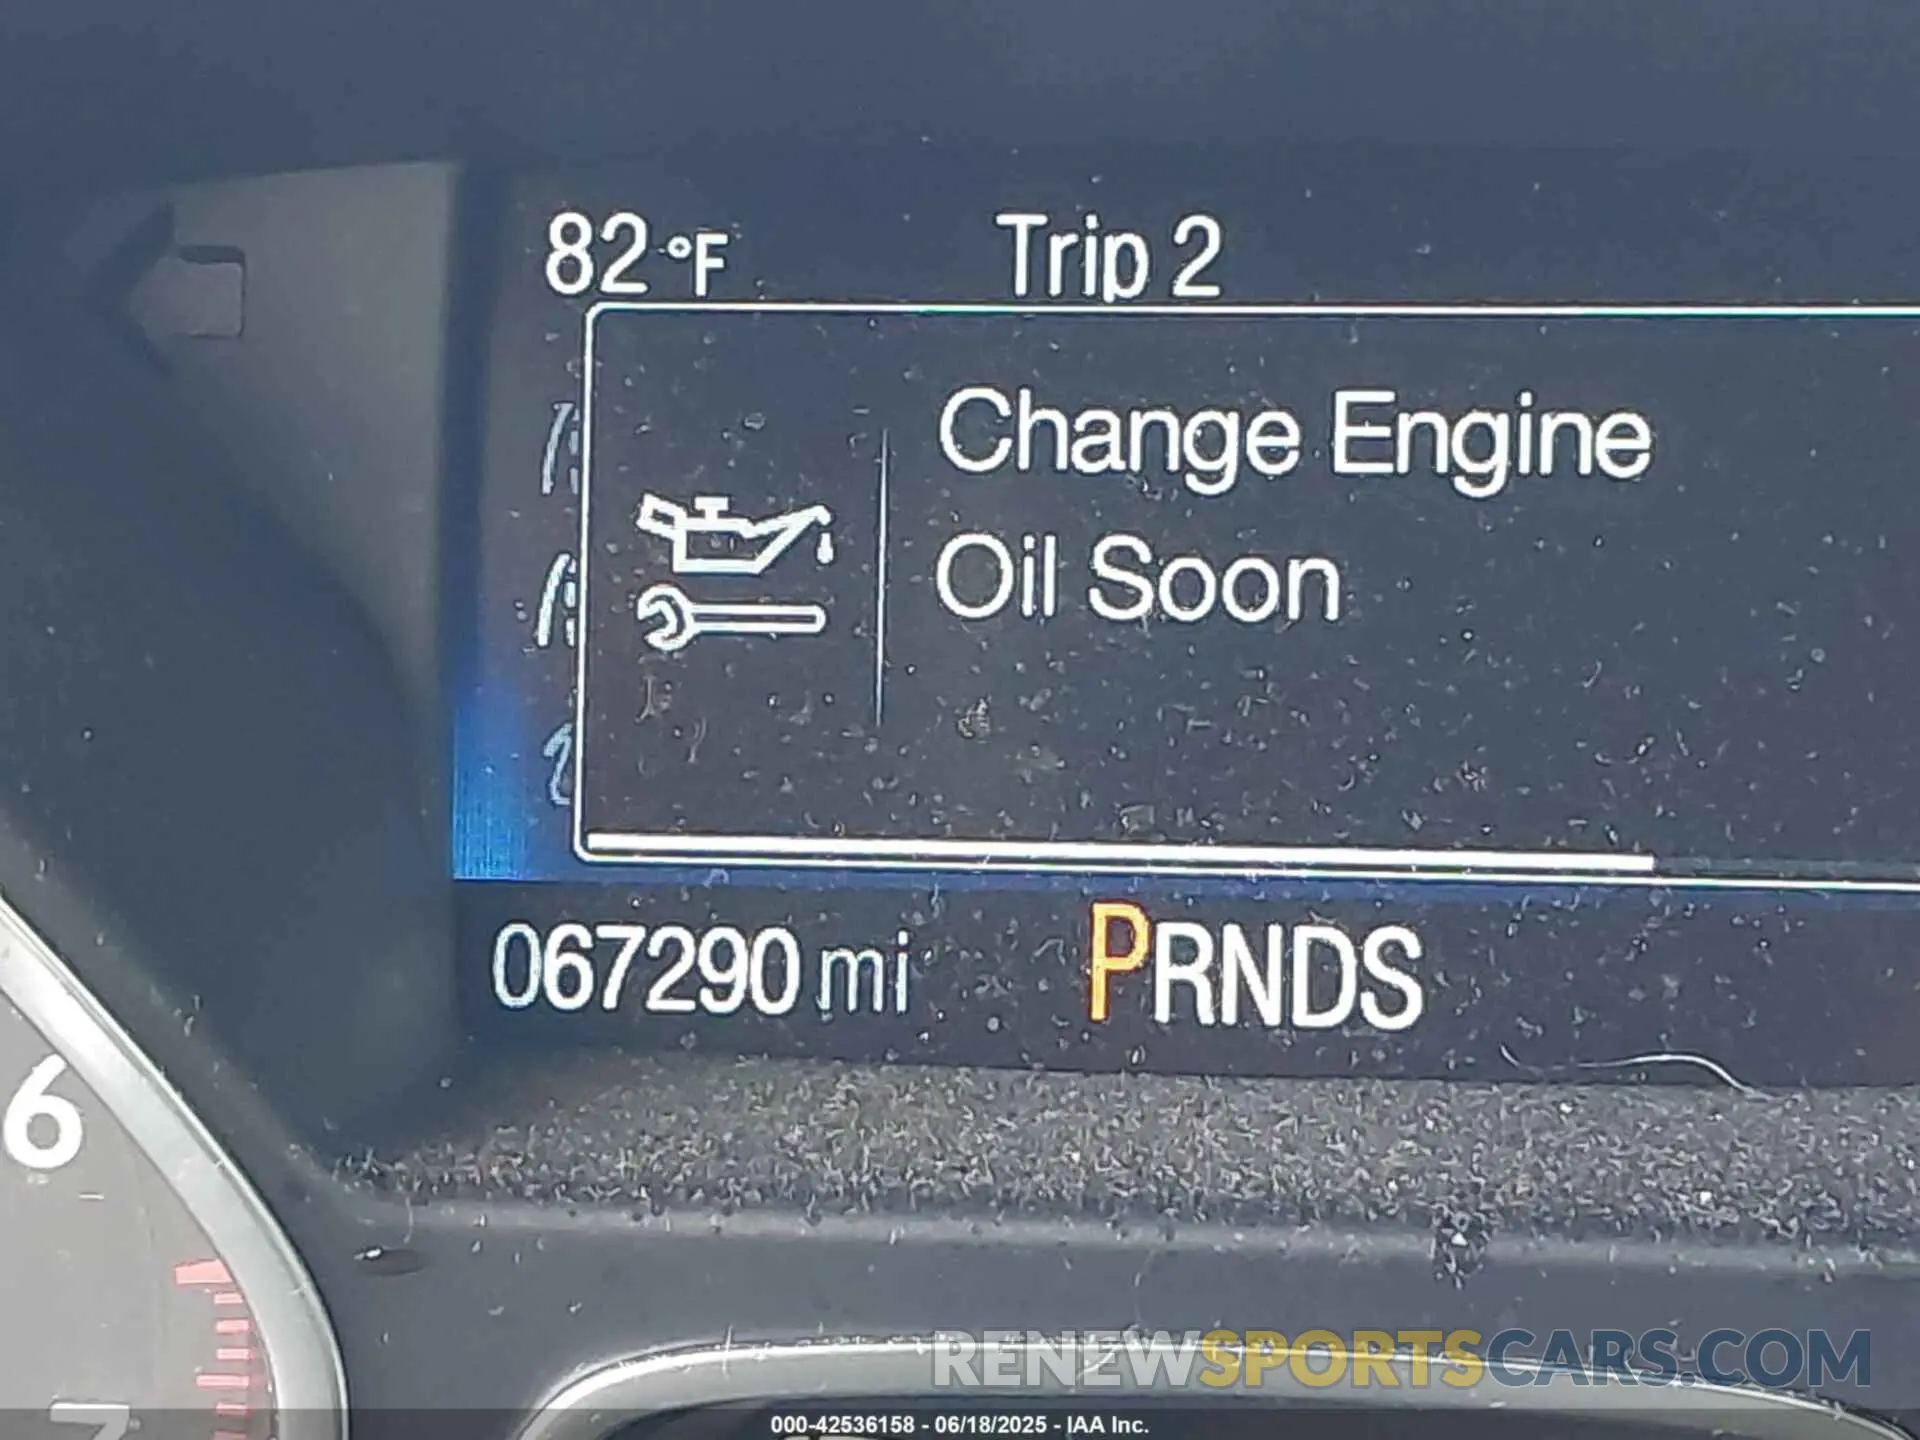 82 °F Trip 2
Change Engine
Oil Soon
067290 mi PRNDS
6
7
RENEWSPORTSCARS.COM
000-42536158 - 06/18/2025 - IAA Inc.